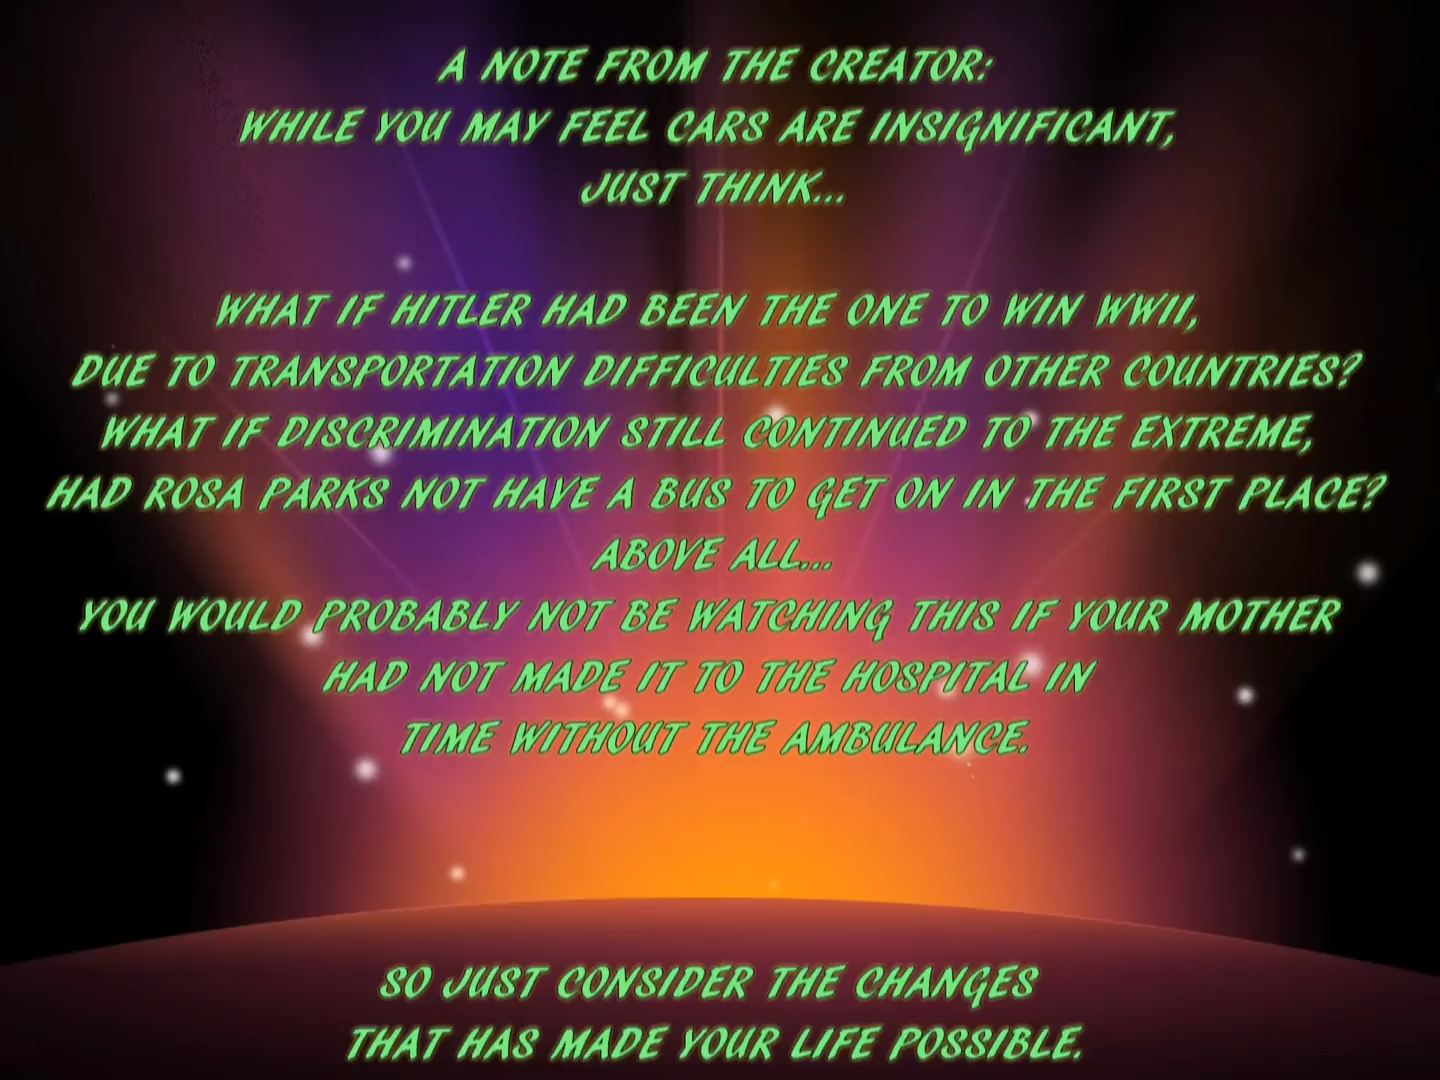 A NOTE FROM THE CREATOR:
WHILE YOU MAY FEEL CARS ARE INSIGNIFICANT,
JUST THINK...
WHAT IF HITLER HAD BEEN THE ONE TO WIN WWII,
DUE TO TRANSPORTATION DIFFICULTIES FROM OTHER COUNTRIES?
WHAT IF DISCRIMINATION STILL CONTINUED TO THE EXTREME,
HAD ROSA PARKS NOT HAVE A BUS TO GET ON IN THE FIRST PLACE?
ABOVE ALL...
YOU WOULD PROBABLY NOT BE WATCHING THIS IF YOUR MOTHER
HAD NOT MADE IT TO THE HOSPITAL IN
TIME WITHOUT THE AMBULANCE.
SO JUST CONSIDER THE CHANGES
THAT HAS MADE YOUR LIFE POSSIBLE.